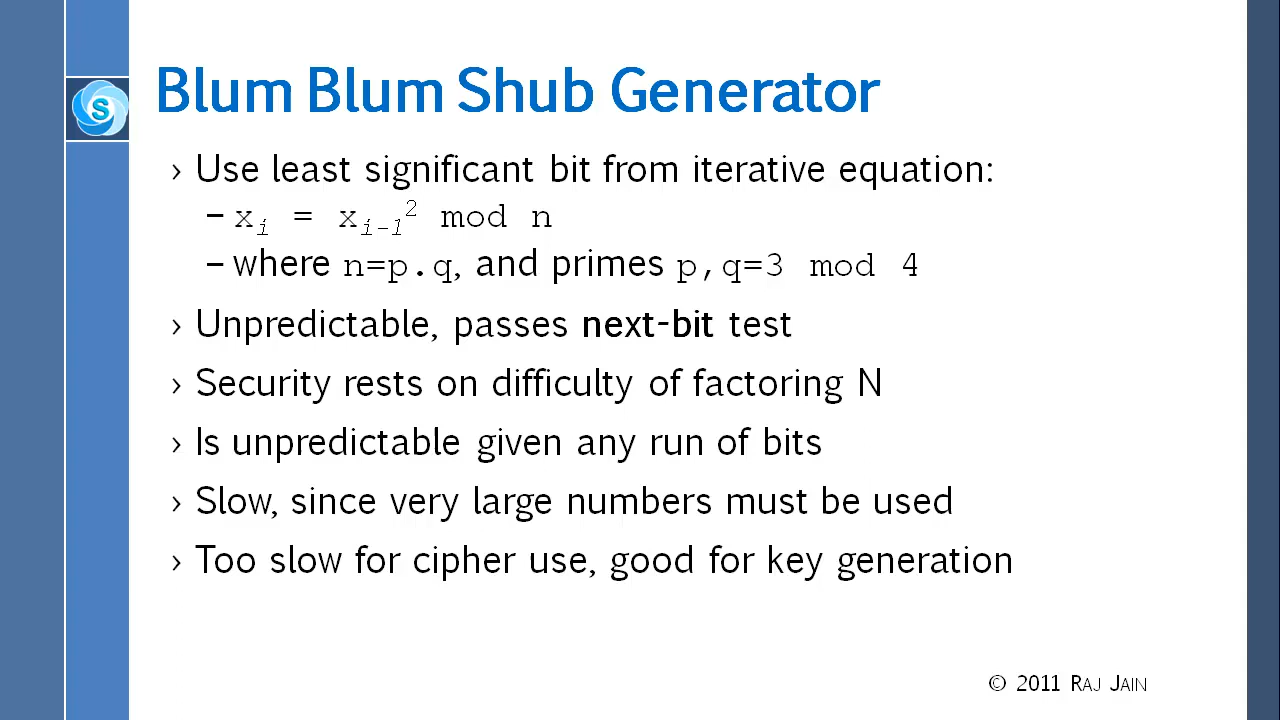 S
Blum Blum Shub Generator
› Use least significant bit from iterative equation:
– xᵢ = xᵢ₋₁² mod n
– where n=p.q, and primes p,q=3 mod 4
› Unpredictable, passes next-bit test
› Security rests on difficulty of factoring N
› Is unpredictable given any run of bits
› Slow, since very large numbers must be used
› Too slow for cipher use, good for key generation
© 2011 Raj Jain